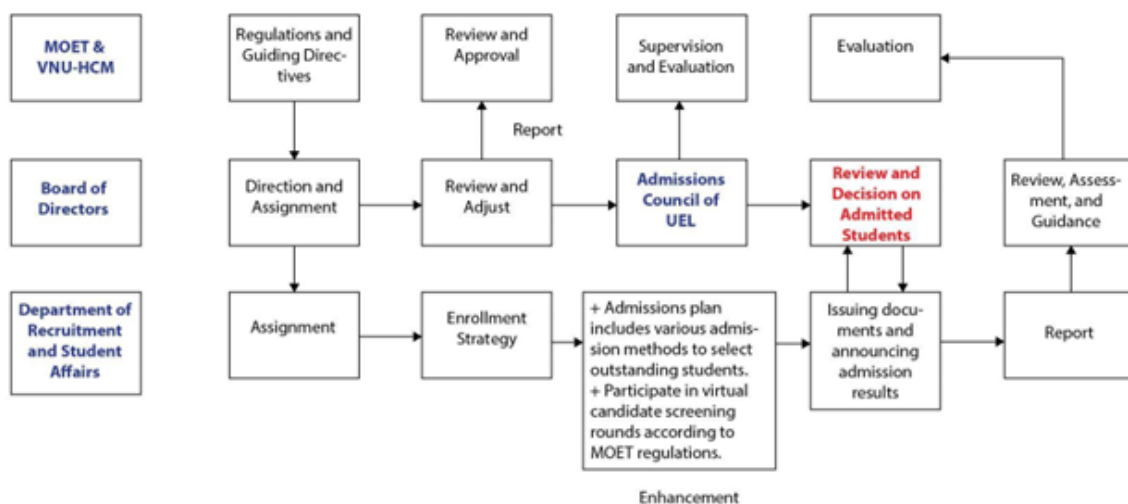 MOET &
VNU-HCM
Regulations and
Guiding Direc-
tives
Review and
Approval
Supervision
and Evaluation
Evaluation
Report
Board of
Directors
Direction and
Assignment
Review and
Adjust
Admissions
Council of
UEL
Review and
Decision on
Admitted
Students
Review, Assess-
ment, and
Guidance
Department of
Recruitment
and Student
Affairs
Assignment
Enrollment
Strategy
+ Admissions plan
includes various admis-
sion methods to select
outstanding students.
+ Participate in virtual
candidate screening
rounds according to
MOET regulations.
Issuing docu-
ments and
announcing
admission
results
Report
Enhancement